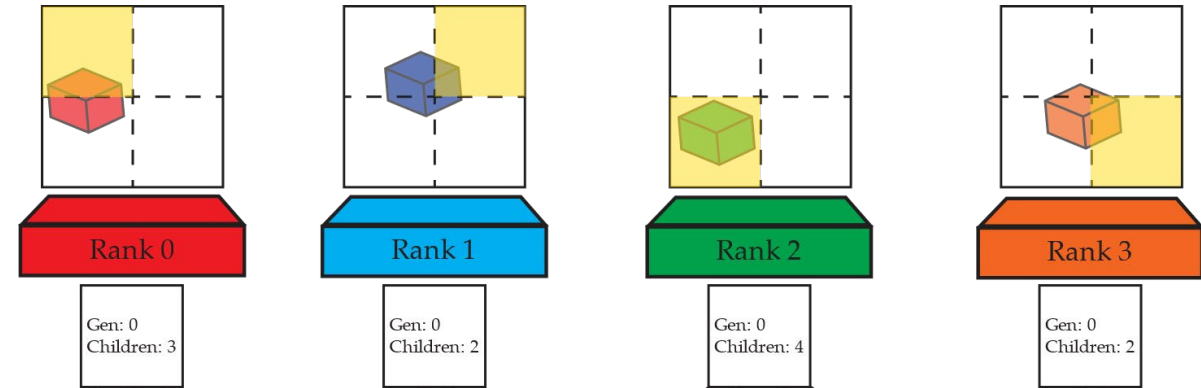 Rank 0
Rank 1
Rank 2
Rank 3
Gen: 0
Children: 3
Gen: 0
Children: 2
Gen: 0
Children: 4
Gen: 0
Children: 2